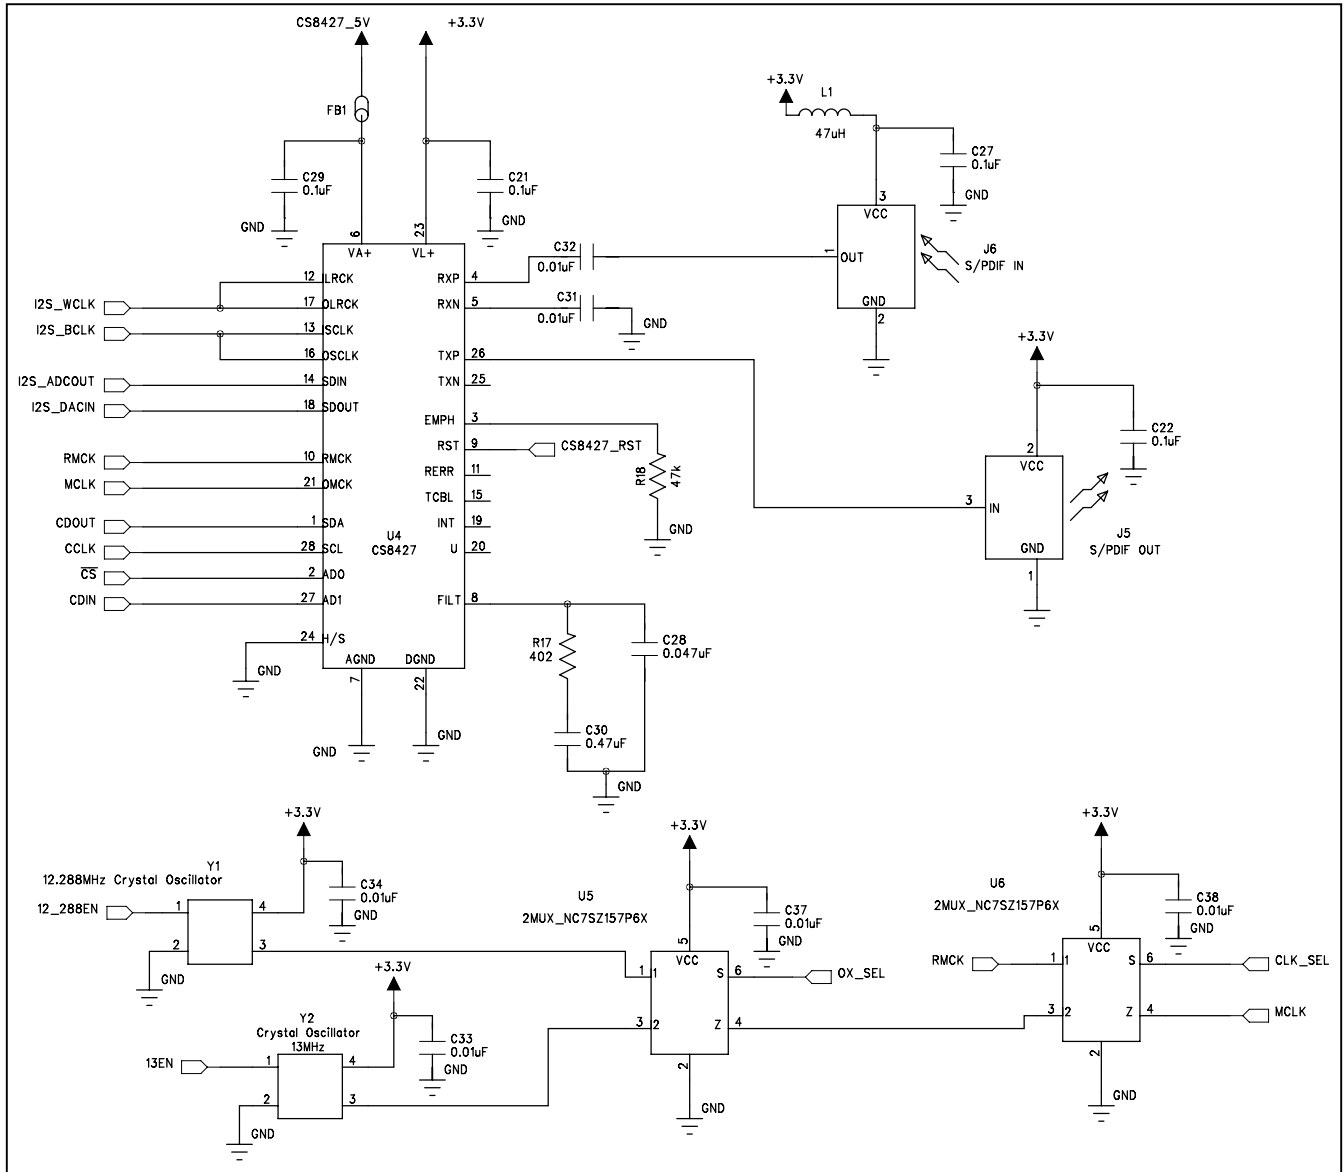 CS8427_5V
+3.3V
FB1
C29
0.1uF
GND
C21
0.1uF
GND
6
23
VA+
VL+
+3.3V
L1
47uH
C27
0.1uF
GND
3
VCC
1
OUT
GND
2
J6
S/PDIF IN
C32
0.01uF
C31
0.01uF
GND
I2S_WCLK
I2S_BCLK
I2S_ADCOUT
I2S_DACIN
RMCK
MCLK
CDOUT
CCLK
CS
CDIN
12 ILRCK
17 OLRCK
13 ISCLK
16 OSCLK
14 SDIN
18 SDOUT
10 RMCK
21 OMCK
1 SDA
28 SCL
2 AD0
27 AD1
24 H/S
GND
U4
CS8427
RXP 4
RXN 5
TXP 26
TXN 25
EMPH 3
RST 9
RERR 11
TCBL 15
INT 19
U 20
FILT 8
AGND
DGND
7
22
GND
GND
CS8427_RST
R18
47k
GND
+3.3V
C22
0.1uF
GND
2
VCC
3
IN
GND
1
J5
S/PDIF OUT
R17
402
C28
0.047uF
C30
0.47uF
GND
+3.3V
Y1
12.288MHz Crystal Oscillator
12_288EN
1
4
2
3
C34
0.01uF
GND
GND
+3.3V
Y2
Crystal Oscillator
13MHz
13EN
1
4
2
3
C33
0.01uF
GND
GND
+3.3V
U5
2MUX_NC7SZ157P6X
C37
0.01uF
GND
5
VCC
1 1
S 6
OX_SEL
3 2
Z 4
2
GND
+3.3V
U6
2MUX_NC7SZ157P6X
C38
0.01uF
GND
5
VCC
RMCK
1 1
S 6
CLK_SEL
3 2
Z 4
MCLK
2
GND